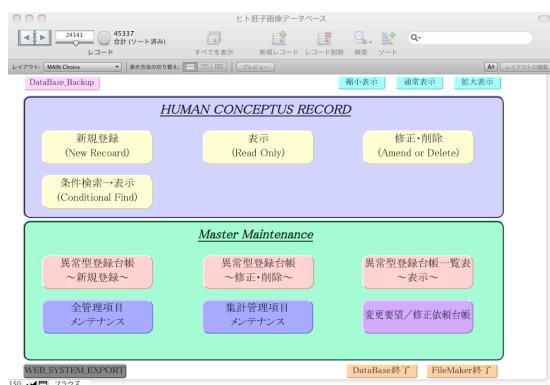 ヒト胚子画像データベース
24341
45337
合計 (ソート済み)
レコード
すべてを表示
新規レコード
レコード削除
検索
ソート
レイアウト: MAIN Choice
表示方法の切り替え:
プレビュー
Aa
レイアウトの編集
DataBase_Backup
縮小表示
通常表示
拡大表示
HUMAN CONCEPTUS RECORD
新規登録
(New Recoard)
表示
(Read Only)
修正・削除
(Amend or Delete)
条件検索→表示
(Conditional Find)
Master Maintenance
異常型登録台帳
～新規登録～
異常型登録台帳
～修正・削除～
異常型登録台帳一覧表
～表示～
全管理項目
メンテナンス
集計管理項目
メンテナンス
変更要望／修正依頼台帳
WEB_SYSTEM_EXPORT
DataBase終了
FileMaker終了
150
ブラウズ